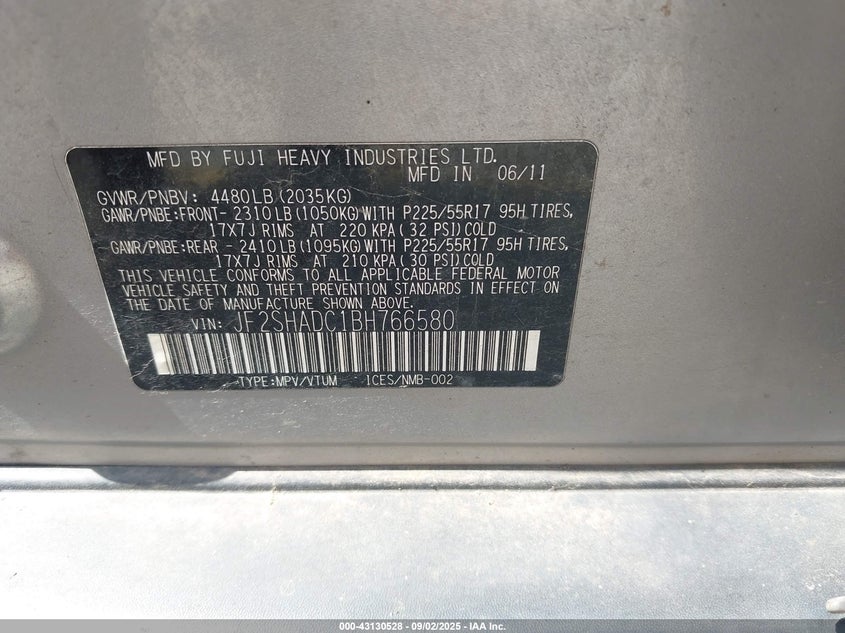 MFD BY FUJI HEAVY INDUSTRIES LTD.
MFD IN 06/11
GVWR/PNBV: 4480LB(2035KG)
GAWR/PNBE:FRONT- 2310LB(1050KG)WITH P225/55R17 95H TIRES,
17X7J RIMS AT 220 KPA( 32 PSI)COLD
GAWR/PNBE:REAR - 2410LB(1095KG)WITH P225/55R17 95H TIRES,
17X7J RIMS AT 210 KPA( 30 PSI)COLD
THIS VEHICLE CONFORMS TO ALL APPLICABLE FEDERAL MOTOR
VEHICLE SAFETY AND THEFT PREVENTION STANDARDS IN EFFECT ON
THE DATE OF MANUFACTURE SHOWN ABOVE.
VIN: JF2SHADC1BH766580
TYPE:MPV/VTUM ICES/NMB-002
000-43130528 - 09/02/2025 - IAA Inc.